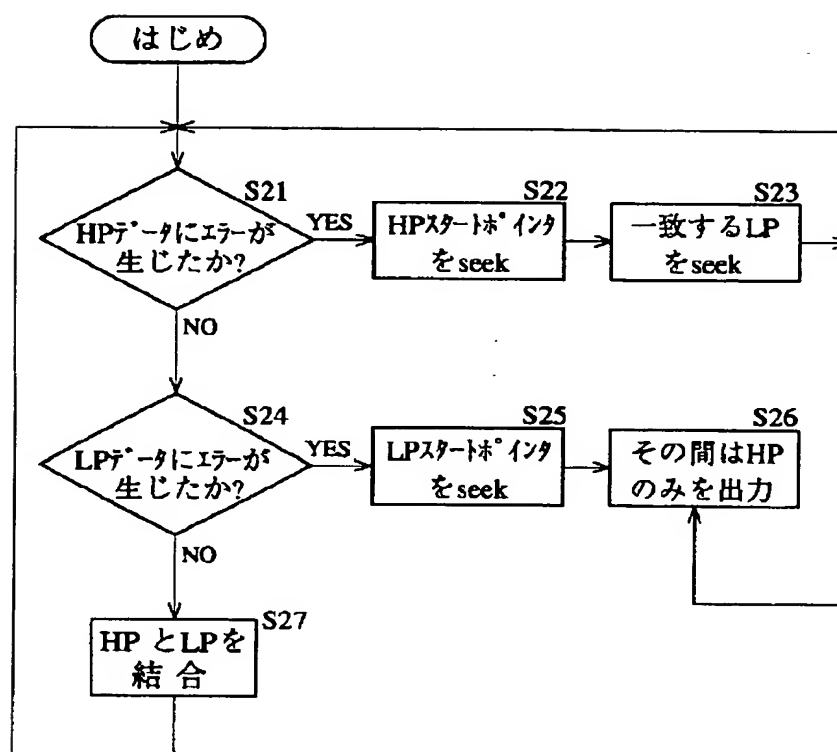 はじめ
S21
HPデータにエラーが
生じたか?
YES
S22
HPスタートポインタ
をseek
S23
一致するLP
をseek
NO
S24
LPデータにエラーが
生じたか?
YES
S25
LPスタートポインタ
をseek
S26
その間はHP
のみを出力
NO
S27
HP とLPを
結 合